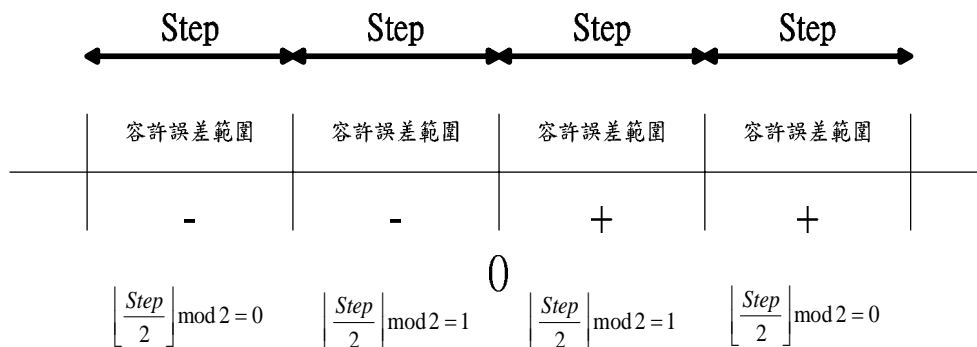 Step Step Step Step
容許誤差範圍 容許誤差範圍 容許誤差範圍 容許誤差範圍
- - + +
0
⌊Step/2⌋ mod 2 = 0 ⌊Step/2⌋ mod 2 = 1 ⌊Step/2⌋ mod 2 = 1 ⌊Step/2⌋ mod 2 = 0